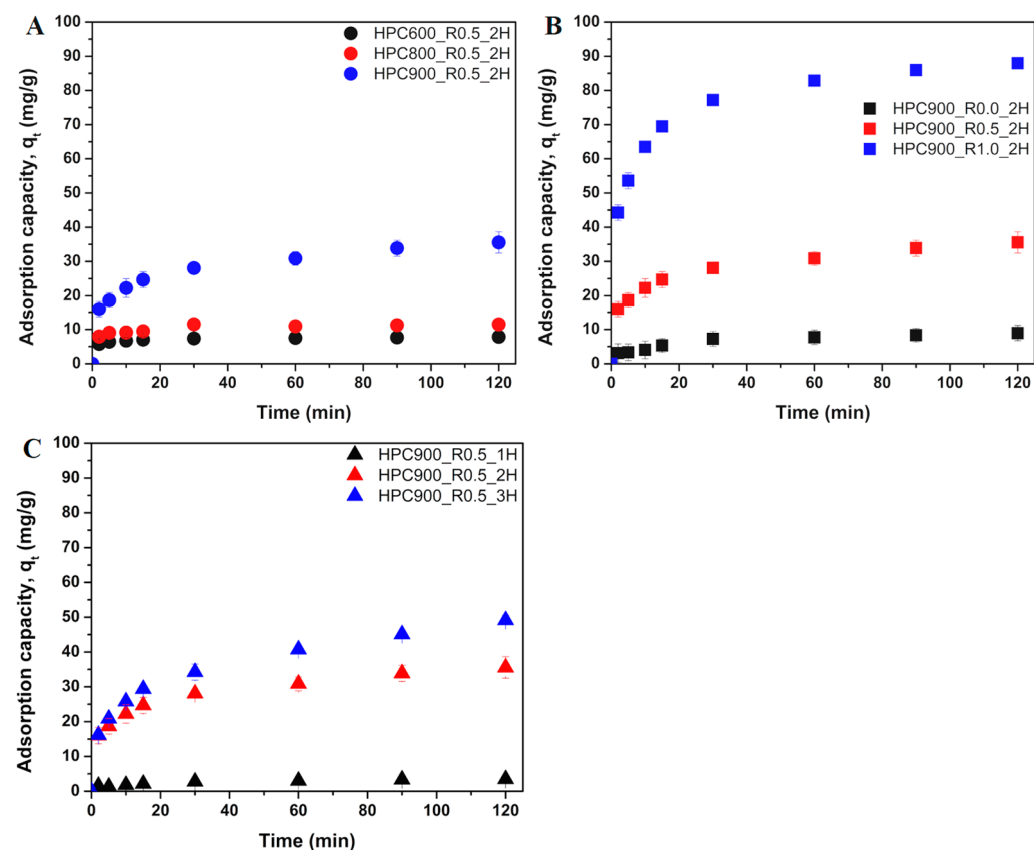 A
HPC600_R0.5_2H
HPC800_R0.5_2H
HPC900_R0.5_2H
Adsorption capacity, qt (mg/g)
100
90
80
70
60
50
40
30
20
10
0
0 20 40 60 80 100 120
Time (min)
B
HPC900_R0.0_2H
HPC900_R0.5_2H
HPC900_R1.0_2H
Adsorption capacity, qt (mg/g)
100
90
80
70
60
50
40
30
20
10
0
0 20 40 60 80 100 120
Time (min)
C
HPC900_R0.5_1H
HPC900_R0.5_2H
HPC900_R0.5_3H
Adsorption capacity, qt (mg/g)
100
90
80
70
60
50
40
30
20
10
0
0 20 40 60 80 100 120
Time (min)